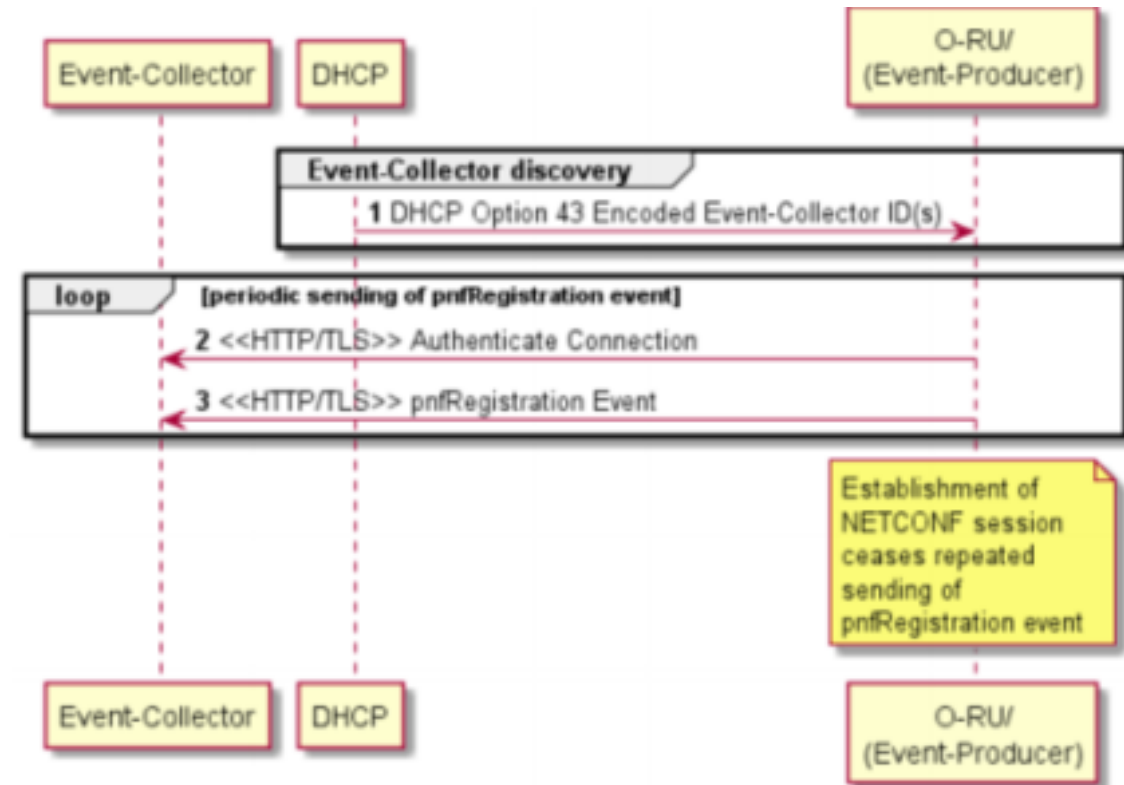 Event-Collector
DHCP
O-RU/
(Event-Producer)
Event-Collector discovery
1 DHCP Option 43 Encoded Event-Collector ID(s)
loop
[periodic sending of pnfRegistration event]
2 <<HTTP/TLS>> Authenticate Connection
3 <<HTTP/TLS>> pnfRegistration Event
Establishment of
NETCONF session
ceases repeated
sending of
pnfRegistration event
Event-Collector
DHCP
O-RU/
(Event-Producer)